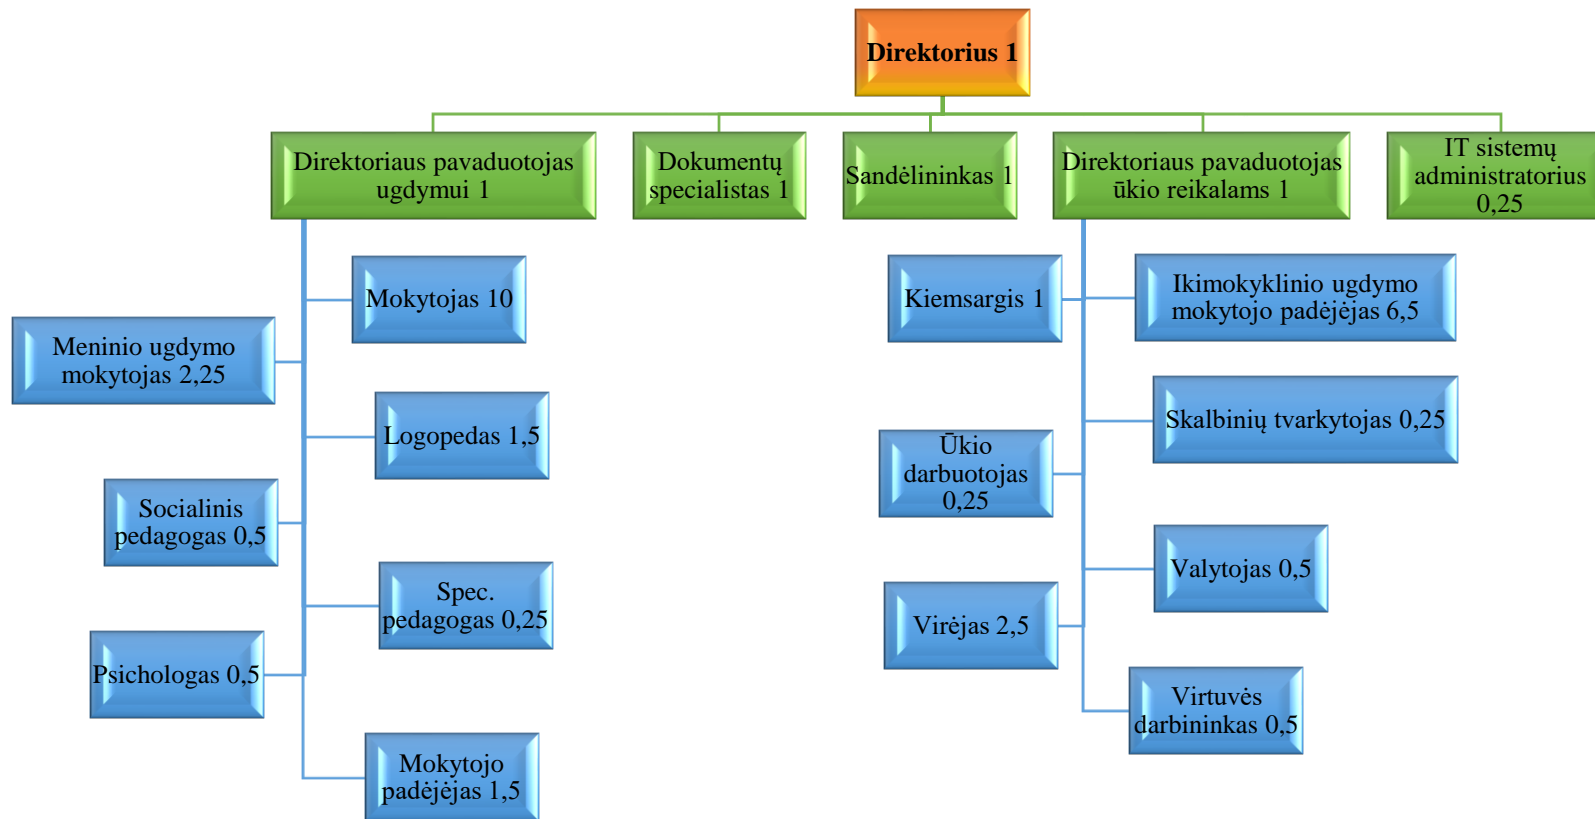 Direktorius 1
Direktoriaus pavaduotojas
ugdymui 1
Dokumentų
specialistas 1
Sandėlininkas 1
Direktoriaus pavaduotojas
ūkio reikalams 1
IT sistemų
administratorius
0,25
Mokytojas 10
Meninio ugdymo
mokytojas 2,25
Logopedas 1,5
Socialinis
pedagogas 0,5
Spec.
pedagogas 0,25
Psichologas 0,5
Mokytojo
padėjėjas 1,5
Kiemsargis 1
Ikimokyklinio ugdymo
mokytojo padėjėjas 6,5
Skalbinių tvarkytojas 0,25
Ūkio
darbuotojas
0,25
Valytojas 0,5
Virėjas 2,5
Virtuvės
darbininkas 0,5